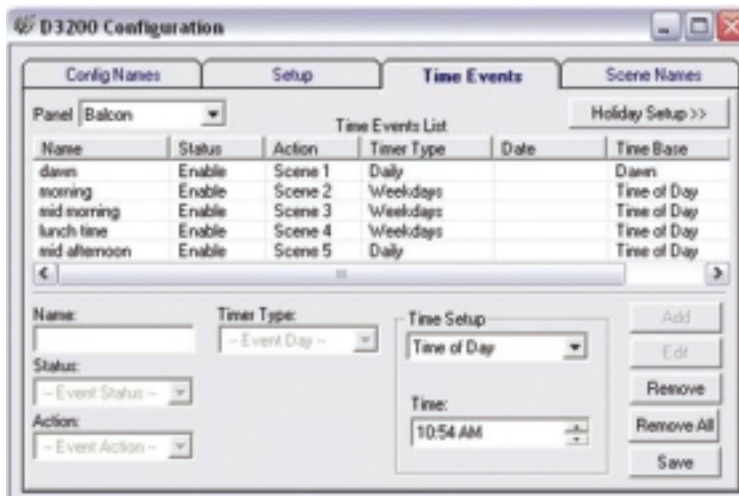 D3200 Configuration
Config Names Setup Time Events Scene Names
Panel Balcon Time Events List Holiday Setup >>
Name Status Action Timer Type Date Time Base
dawn Enable Scene 1 Daily Dawn
morning Enable Scene 2 Weekdays Time of Day
mid morning Enable Scene 3 Weekdays Time of Day
lunch time Enable Scene 4 Weekdays Time of Day
mid afternoon Enable Scene 5 Daily Time of Day
Name: Timer Type: Time Setup Add
-- Event Day -- Time of Day Edit
Status:
-- Event Status -- Remove
Action: Time: Remove All
-- Event Action -- 10:54 AM Save